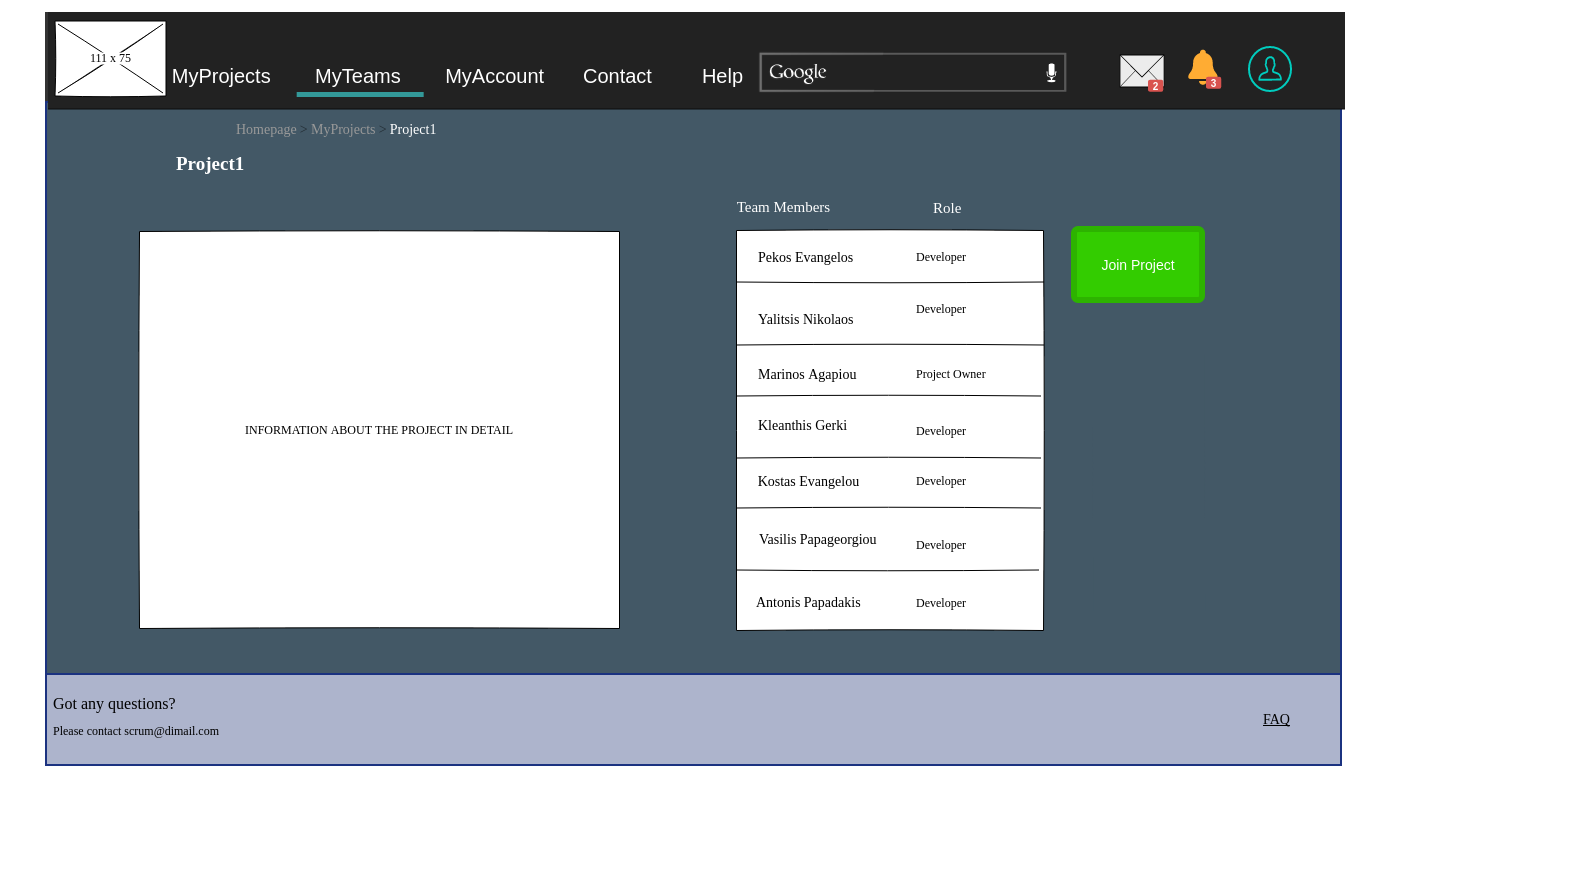 111 x 75
MyProjects MyTeams MyAccount Contact Help Google 2 3
Homepage > MyProjects > Project1
Project1
Team Members Role
Pekos Evangelos Developer
Join Project
Yalitsis Nikolaos Developer
Marinos Agapiou Project Owner
Kleanthis Gerki Developer
INFORMATION ABOUT THE PROJECT IN DETAIL
Kostas Evangelou Developer
Vasilis Papageorgiou Developer
Antonis Papadakis Developer
Got any questions?
Please contact scrum@dimail.com
FAQ